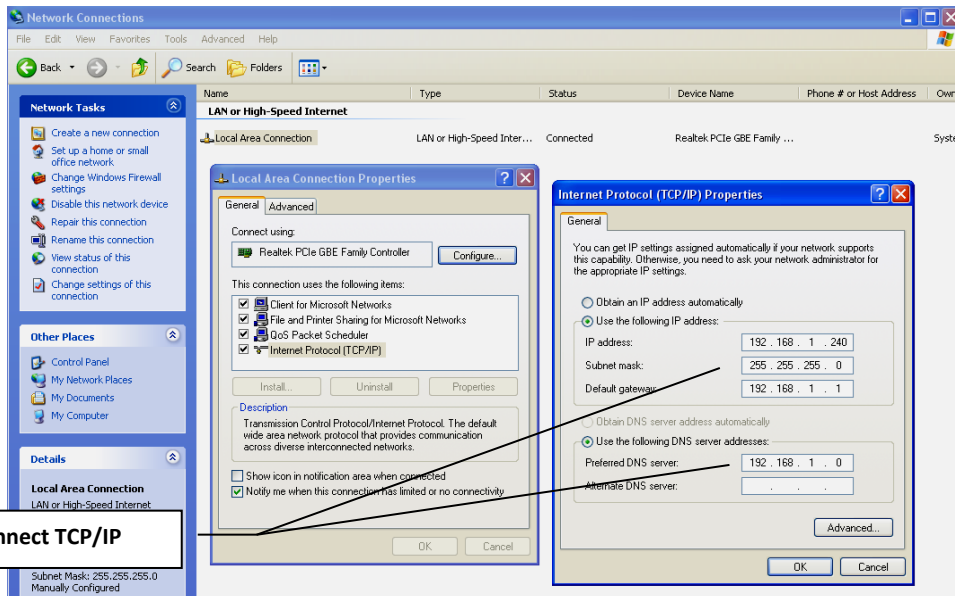 Network Connections
File Edit View Favorites Tools Advanced Help
Back Search Folders
Name Type Status Device Name Phone # or Host Address Own
LAN or High-Speed Internet
Local Area Connection LAN or High-Speed Inter... Connected Realtek PCIe GBE Family ... Syste
Network Tasks
Create a new connection
Set up a home or small
office network
Change Windows Firewall
settings
Disable this network device
Repair this connection
Rename this connection
View status of this
connection
Change settings of this
connection
Other Places
Control Panel
My Network Places
My Documents
My Computer
Details
Local Area Connection
LAN or High-Speed Internet
nnect TCP/IP
Subnet Mask: 255.255.255.0
Manually Configured
Local Area Connection Properties
General Advanced
Connect using:
Realtek PCIe GBE Family Controller Configure...
This connection uses the following items:
Client for Microsoft Networks
File and Printer Sharing for Microsoft Networks
QoS Packet Scheduler
Internet Protocol (TCP/IP)
Install... Uninstall Properties
Description
Transmission Control Protocol/Internet Protocol. The default
wide area network protocol that provides communication
across diverse interconnected networks.
Show icon in notification area when connected
Notify me when this connection has limited or no connectivity
OK Cancel
Internet Protocol (TCP/IP) Properties
General
You can get IP settings assigned automatically if your network supports
this capability. Otherwise, you need to ask your network administrator for
the appropriate IP settings.
Obtain an IP address automatically
Use the following IP address:
IP address: 192 . 168 . 1 . 240
Subnet mask: 255 . 255 . 255 . 0
Default gateway: 192 . 168 . 1 . 1
Obtain DNS server address automatically
Use the following DNS server addresses:
Preferred DNS server: 192 . 168 . 1 . 0
Alternate DNS server: . . .
Advanced...
OK Cancel